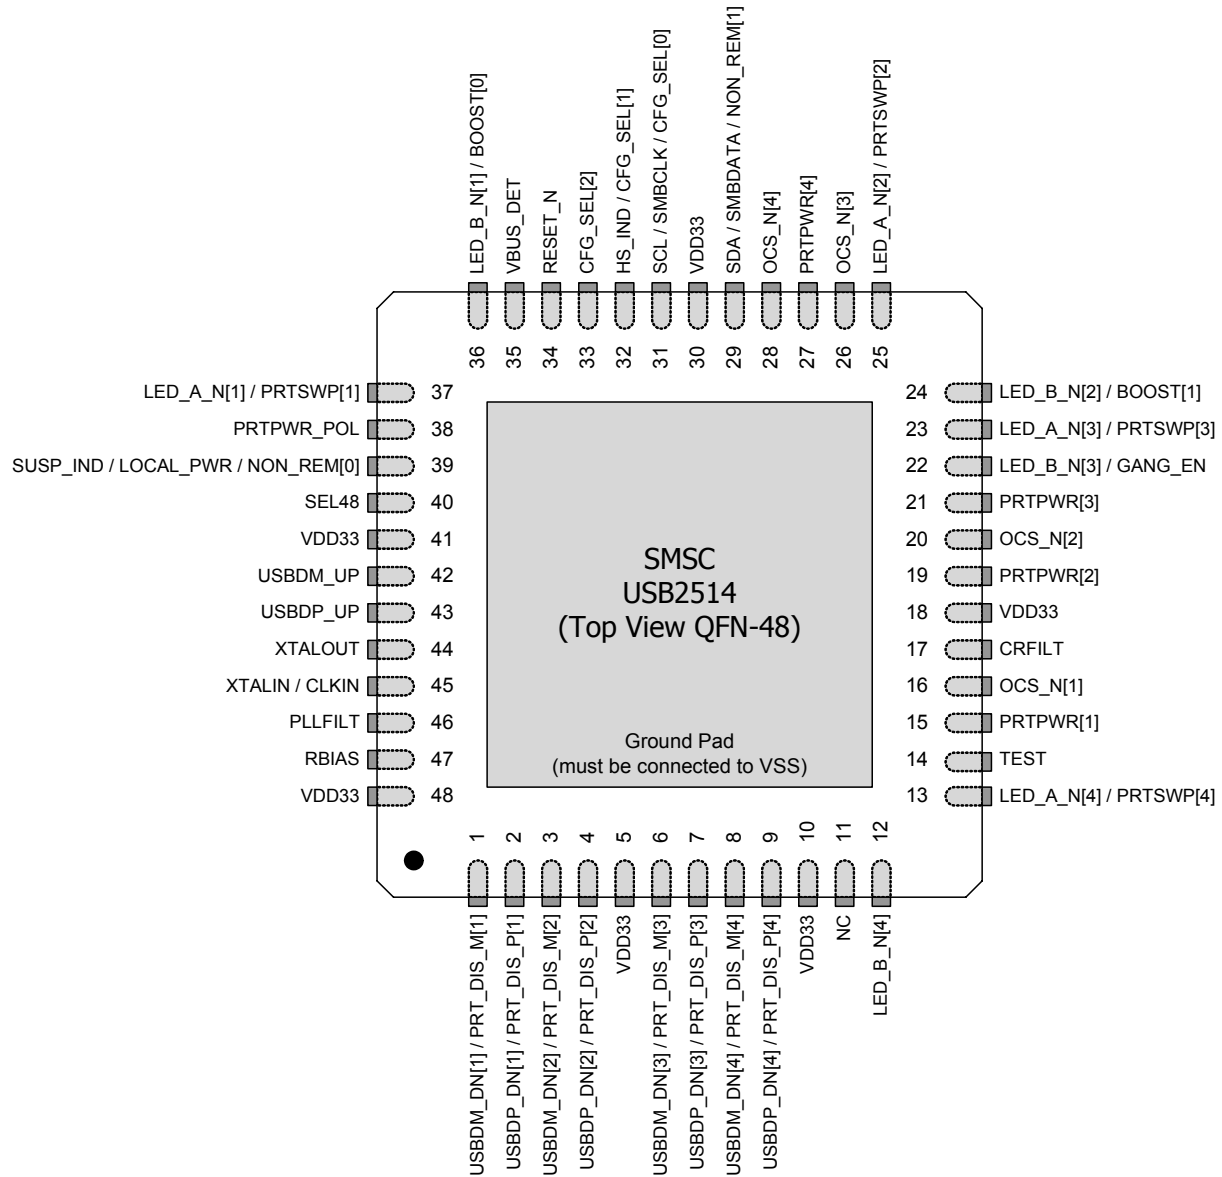 LED_B_N[1] / BOOST[0]
VBUS_DET
RESET_N
CFG_SEL[2]
HS_IND / CFG_SEL[1]
SCL / SMBCLK / CFG_SEL[0]
VDD33
SDA / SMBDATA / NON_REM[1]
OCS_N[4]
PRTPWR[4]
OCS_N[3]
LED_A_N[2] / PRTSWP[2]
36
35
34
33
32
31
30
29
28
27
26
25
LED_A_N[1] / PRTSWP[1] 37
PRTPWR_POL 38
SUSP_IND / LOCAL_PWR / NON_REM[0] 39
SEL48 40
VDD33 41
USBDM_UP 42
USBDP_UP 43
XTALOUT 44
XTALIN / CLKIN 45
PLLFILT 46
RBIAS 47
VDD33 48
SMSC
USB2514
(Top View QFN-48)
Ground Pad
(must be connected to VSS)
24 LED_B_N[2] / BOOST[1]
23 LED_A_N[3] / PRTSWP[3]
22 LED_B_N[3] / GANG_EN
21 PRTPWR[3]
20 OCS_N[2]
19 PRTPWR[2]
18 VDD33
17 CRFILT
16 OCS_N[1]
15 PRTPWR[1]
14 TEST
13 LED_A_N[4] / PRTSWP[4]
1
2
3
4
5
6
7
8
9
10
11
12
USBDM_DN[1] / PRT_DIS_M[1]
USBDP_DN[1] / PRT_DIS_P[1]
USBDM_DN[2] / PRT_DIS_M[2]
USBDP_DN[2] / PRT_DIS_P[2]
VDD33
USBDM_DN[3] / PRT_DIS_M[3]
USBDP_DN[3] / PRT_DIS_P[3]
USBDM_DN[4] / PRT_DIS_M[4]
USBDP_DN[4] / PRT_DIS_P[4]
VDD33
NC
LED_B_N[4]